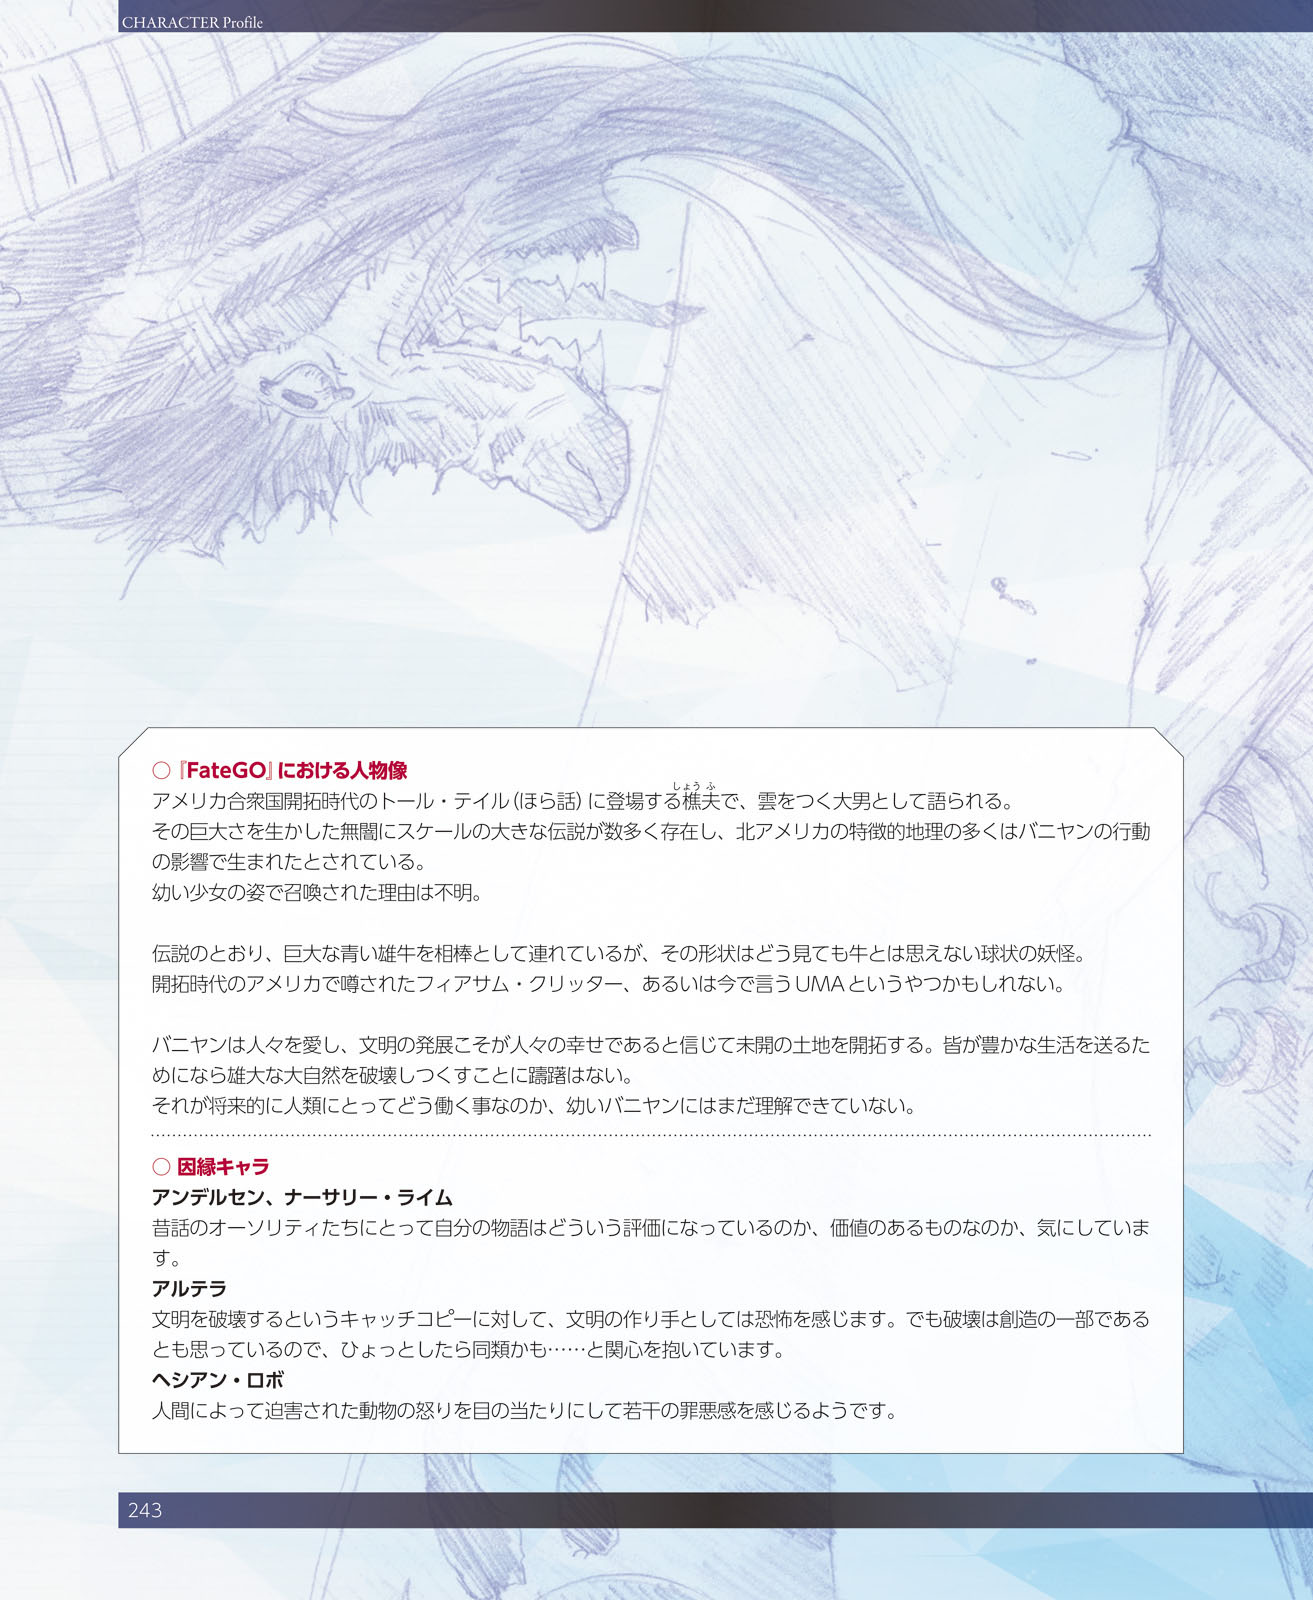 CHARACTER Profile
○『FateGO』における人物像
アメリカ合衆国開拓時代のトール・テイル(ほら話)に登場する樵夫で、雲をつく大男として語られる。
しょうふ
その巨大さを生かした無闇にスケールの大きな伝説が数多く存在し、北アメリカの特徴的地理の多くはバニヤンの行動
の影響で生まれたとされている。
幼い少女の姿で召喚された理由は不明。
伝説のとおり、巨大な青い雄牛を相棒として連れているが、その形状はどう見ても牛とは思えない球状の妖怪。
開拓時代のアメリカで噂されたフィアサム・クリッター、あるいは今で言うUMAというやつかもしれない。
バニヤンは人々を愛し、文明の発展こそが人々の幸せであると信じて未開の土地を開拓する。皆が豊かな生活を送るた
めになら雄大な大自然を破壊しつくすことに躊躇はない。
それが将来的に人類にとってどう働く事なのか、幼いバニヤンにはまだ理解できていない。
○ 因縁キャラ
アンデルセン、ナーサリー・ライム
昔話のオーソリティたちにとって自分の物語はどういう評価になっているのか、価値のあるものなのか、気にしていま
す。
アルテラ
文明を破壊するというキャッチコピーに対して、文明の作り手としては恐怖を感じます。でも破壊は創造の一部である
とも思っているので、ひょっとしたら同類かも……と関心を抱いています。
ヘシアン・ロボ
人間によって迫害された動物の怒りを目の当たりにして若干の罪悪感を感じるようです。
243